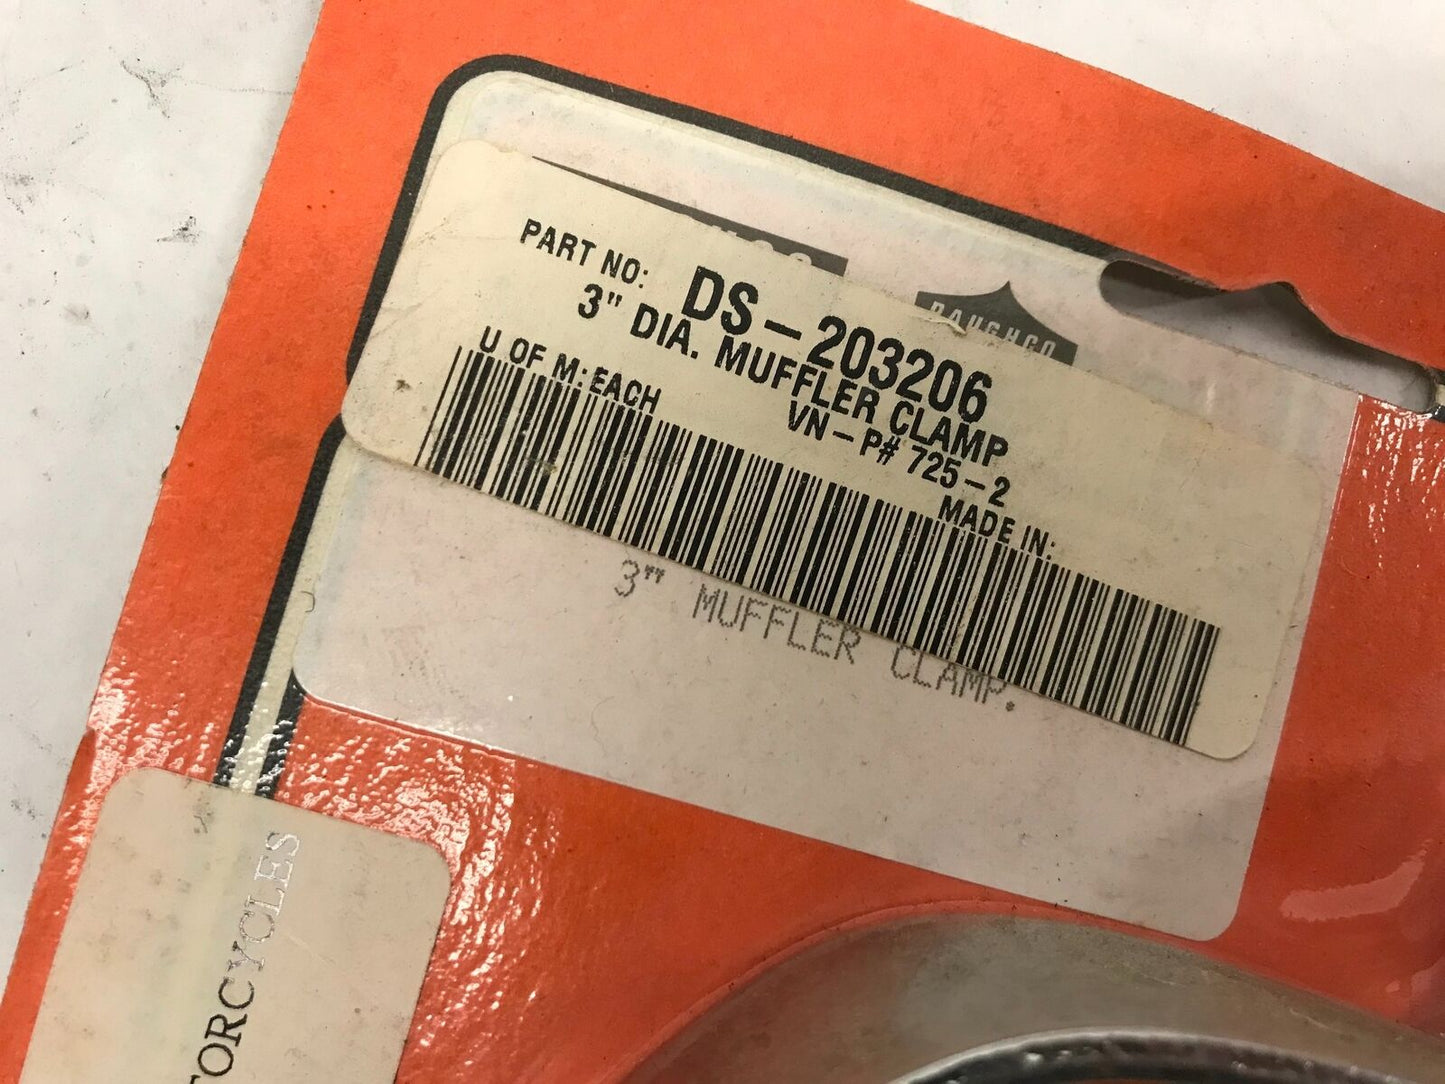 PAUGHCO
PART NO: DS-203206
3" DIA. MUFFLER CLAMP
U OF M: EACH VN-P# 725-2
MADE IN:
3" MUFFLER CLAMP.
TORCYCLES